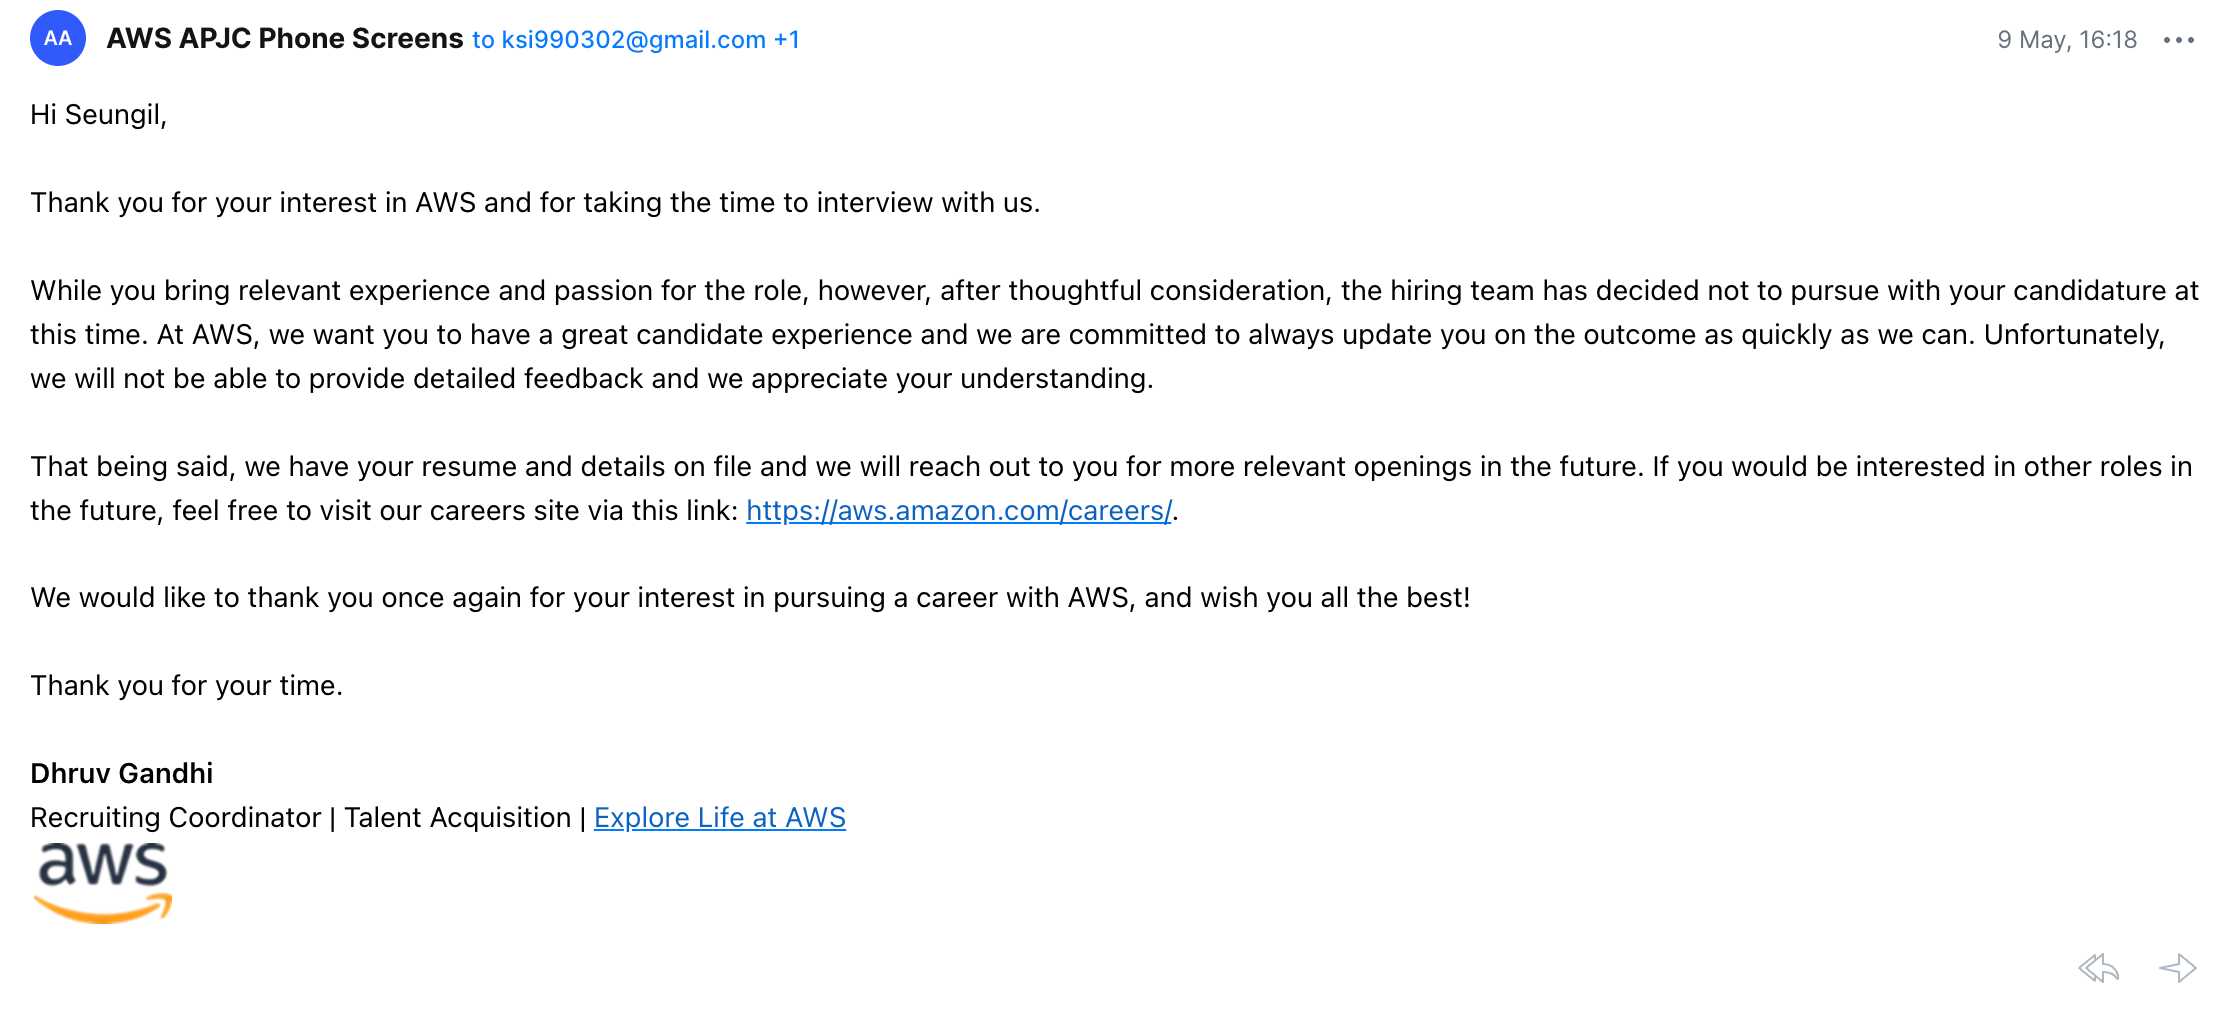 AA
AWS APJC Phone Screens to ksi990302@gmail.com +1
9 May, 16:18
Hi Seungil,
Thank you for your interest in AWS and for taking the time to interview with us.
While you bring relevant experience and passion for the role, however, after thoughtful consideration, the hiring team has decided not to pursue with your candidature at
this time. At AWS, we want you to have a great candidate experience and we are committed to always update you on the outcome as quickly as we can. Unfortunately,
we will not be able to provide detailed feedback and we appreciate your understanding.
That being said, we have your resume and details on file and we will reach out to you for more relevant openings in the future. If you would be interested in other roles in
the future, feel free to visit our careers site via this link: https://aws.amazon.com/careers/.
We would like to thank you once again for your interest in pursuing a career with AWS, and wish you all the best!
Thank you for your time.
Dhruv Gandhi
Recruiting Coordinator | Talent Acquisition | Explore Life at AWS
aws